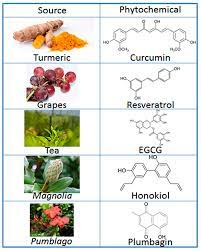 Source Phytochemical
Turmeric Curcumin
Grapes Resveratrol
Tea EGCG
Magnolia Honokiol
Pumblago Plumbagin